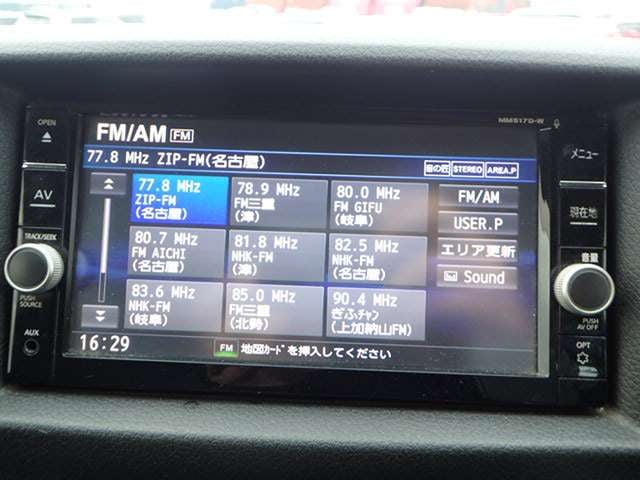 OPEN
MM517D-W
FM/AM FM
77.8 MHz ZIP-FM(名古屋)
音の匠 STEREO AREA.P
メニュー
AV
77.8 MHz
ZIP-FM
(名古屋)
78.9 MHz
FM三重
(津)
80.0 MHz
FM GIFU
(岐阜)
FM/AM
USER.P
現在地
TRACK/SEEK
80.7 MHz
FM AICHI
(名古屋)
81.8 MHz
NHK-FM
(津)
82.5 MHz
NHK-FM
(名古屋)
エリア更新
Sound
音量
PUSH
SOURCE
83.6 MHz
NHK-FM
(岐阜)
85.0 MHz
FM三重
(北勢)
90.4 MHz
ぎふチャン
(上加納山FM)
PUSH
AV OFF
AUX
16:29
FM 地図カードを挿入してください
OPT